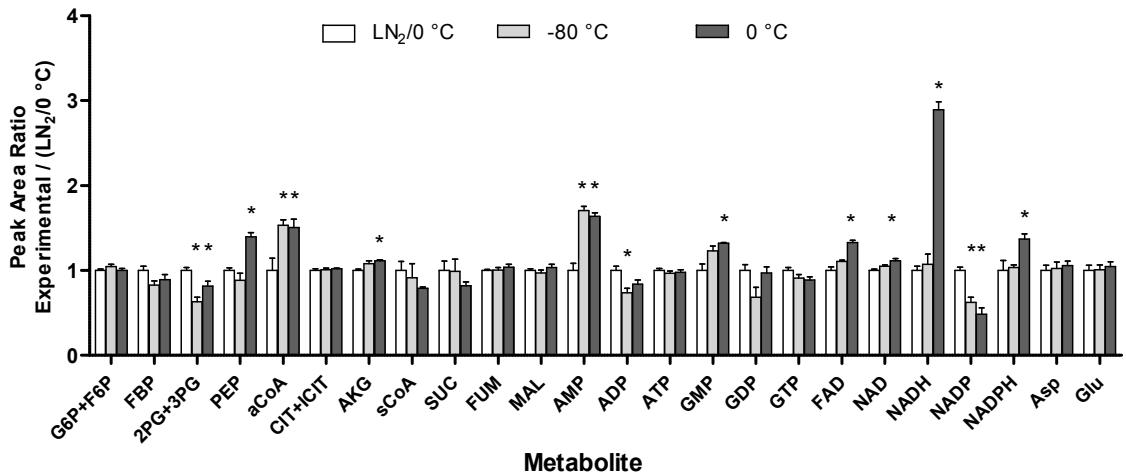 4
3
2
1
0
Peak Area Ratio
Experimental / (LN₂/0 °C)
LN₂/0 °C
-80 °C
0 °C
* *
*
* *
*
* *
*
*
*
*
*
* *
*
G6P+F6P
FBP
2PG+3PG
PEP
aCoA
CIT+ICIT
AKG
sCoA
SUC
FUM
MAL
AMP
ADP
ATP
GMP
GDP
GTP
FAD
NAD
NADH
NADP
NADPH
Asp
Glu
Metabolite